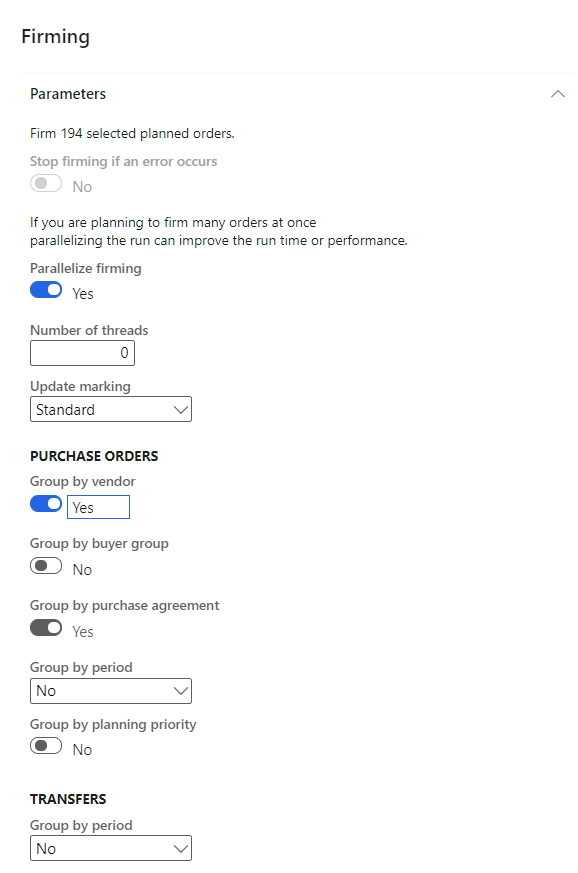 Firming
Parameters
Firm 194 selected planned orders.
Stop firming if an error occurs
No
If you are planning to firm many orders at once
parallelizing the run can improve the run time or performance.
Parallelize firming
Yes
Number of threads
0
Update marking
Standard
PURCHASE ORDERS
Group by vendor
Yes
Group by buyer group
No
Group by purchase agreement
Yes
Group by period
No
Group by planning priority
No
TRANSFERS
Group by period
No